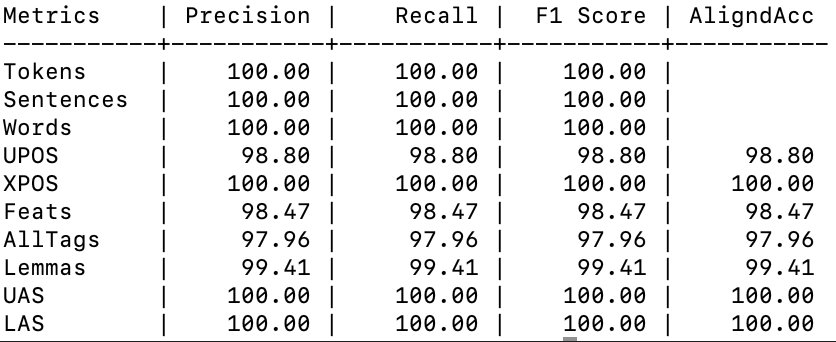 Metrics    | Precision |    Recall |  F1 Score | AligndAcc
-----------+-----------+-----------+-----------+-----------
Tokens     |    100.00 |    100.00 |    100.00 |
Sentences  |    100.00 |    100.00 |    100.00 |
Words      |    100.00 |    100.00 |    100.00 |
UPOS       |     98.80 |     98.80 |     98.80 |     98.80
XPOS       |    100.00 |    100.00 |    100.00 |    100.00
Feats      |     98.47 |     98.47 |     98.47 |     98.47
AllTags    |     97.96 |     97.96 |     97.96 |     97.96
Lemmas     |     99.41 |     99.41 |     99.41 |     99.41
UAS        |    100.00 |    100.00 |    100.00 |    100.00
LAS        |    100.00 |    100.00 |    100.00 |    100.00